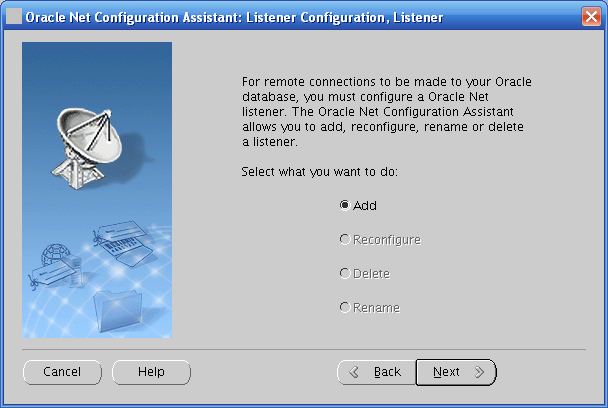 Oracle Net Configuration Assistant: Listener Configuration, Listener
For remote connections to be made to your Oracle
database, you must configure a Oracle Net
listener. The Oracle Net Configuration Assistant
allows you to add, reconfigure, rename or delete
a listener.
Select what you want to do:
Add
Reconfigure
Delete
Rename
Cancel
Help
Back
Next